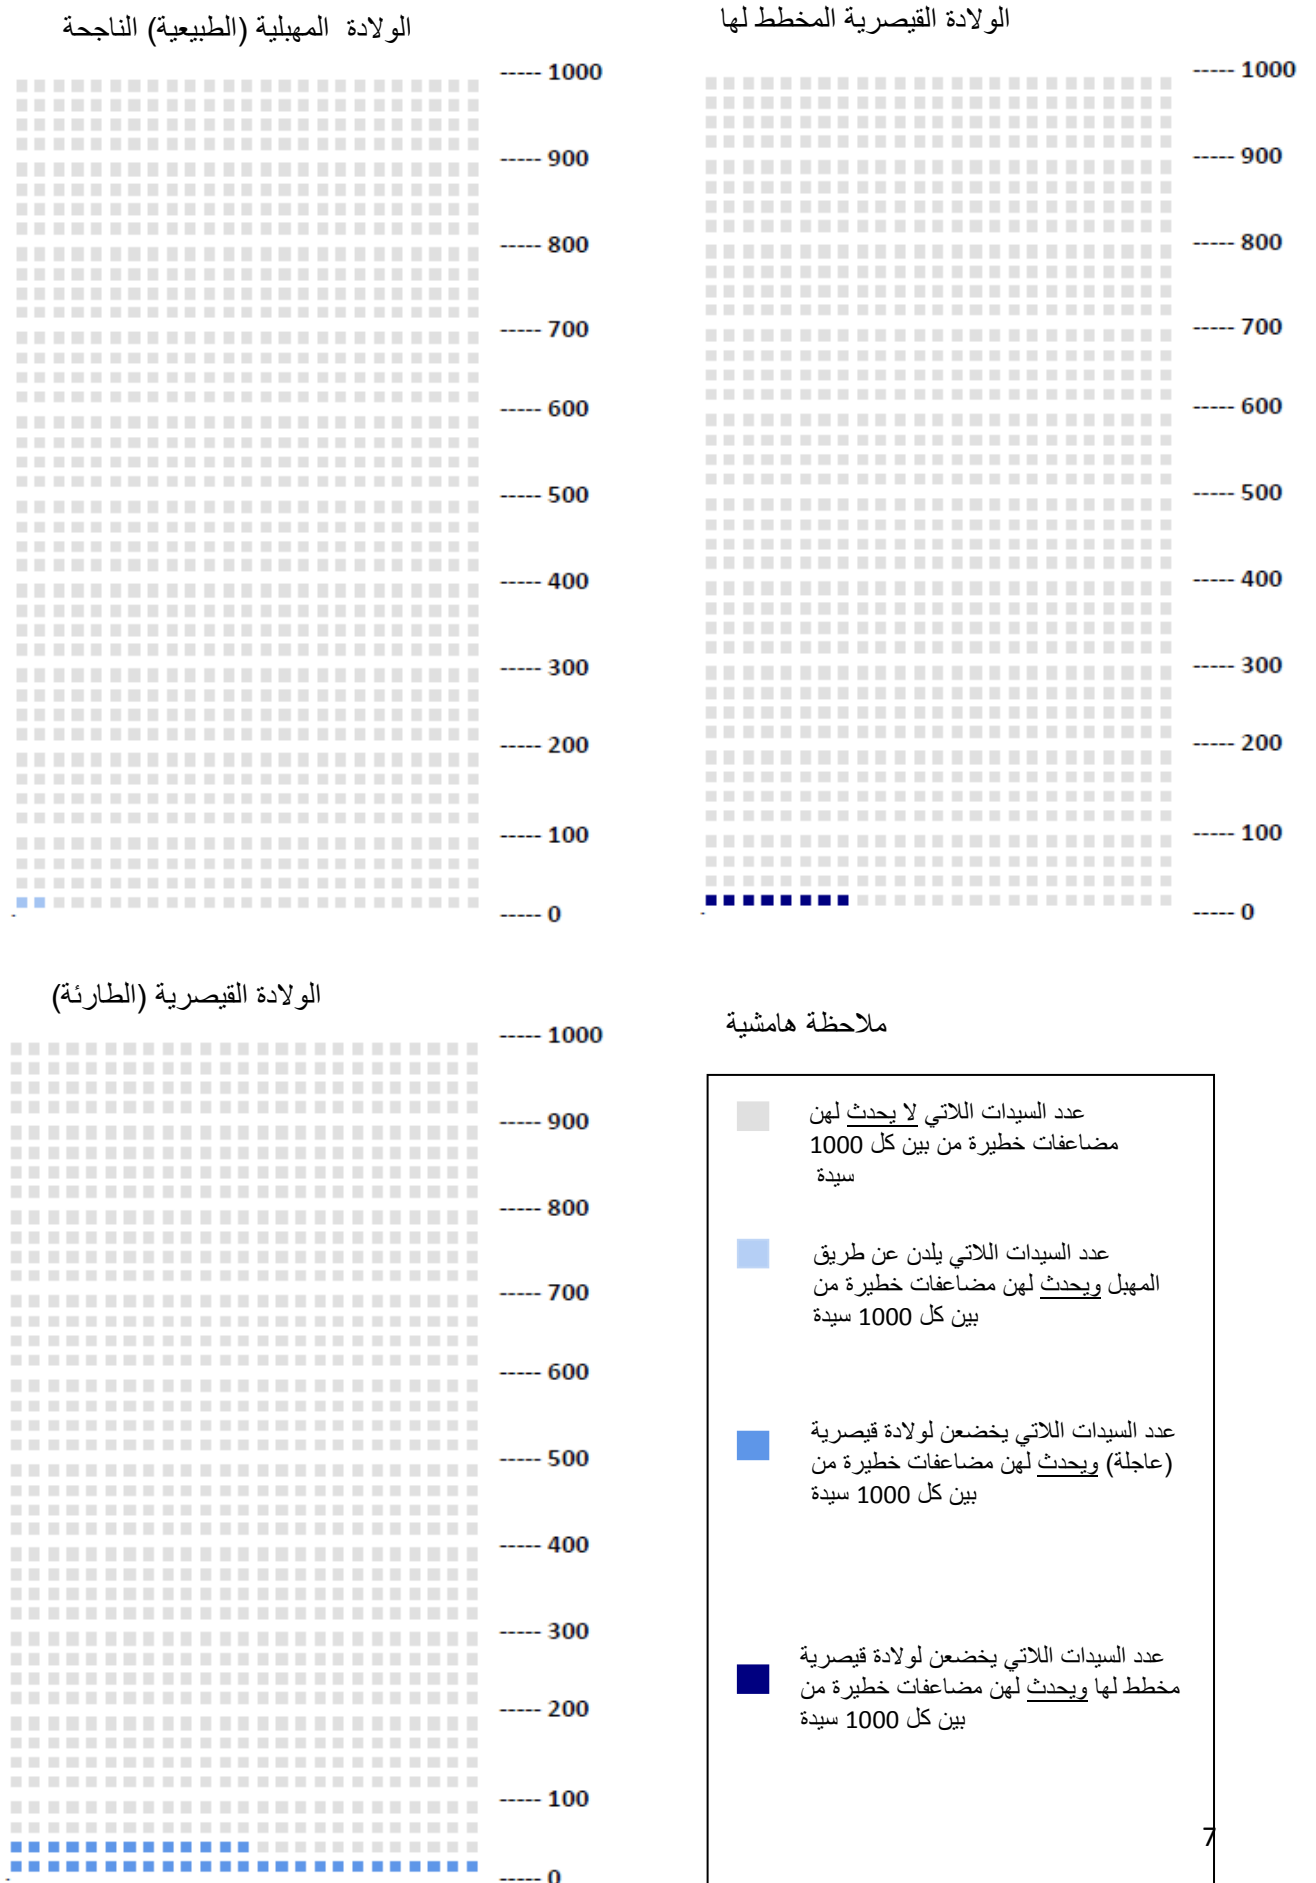 الولادة المهبلية (الطبيعية) الناجحة
----- 1000
----- 900
----- 800
----- 700
----- 600
----- 500
----- 400
----- 300
----- 200
----- 100
----- 0
الولادة القيصرية المخطط لها
----- 1000
----- 900
----- 800
----- 700
----- 600
----- 500
----- 400
----- 300
----- 200
----- 100
----- 0
الولادة القيصرية (الطارئة)
----- 1000
----- 900
----- 800
----- 700
----- 600
----- 500
----- 400
----- 300
----- 200
----- 100
----- 0
ملاحظة هامشية
عدد السيدات اللاتي لا يحدث لهن
مضاعفات خطيرة من بين كل 1000
سيدة
عدد السيدات اللاتي يلدن عن طريق
المهبل ويحدث لهن مضاعفات خطيرة من
بين كل 1000 سيدة
عدد السيدات اللاتي يخضعن لولادة قيصرية
(عاجلة) ويحدث لهن مضاعفات خطيرة من
بين كل 1000 سيدة
عدد السيدات اللاتي يخضعن لولادة قيصرية
مخطط لها ويحدث لهن مضاعفات خطيرة من
بين كل 1000 سيدة
7